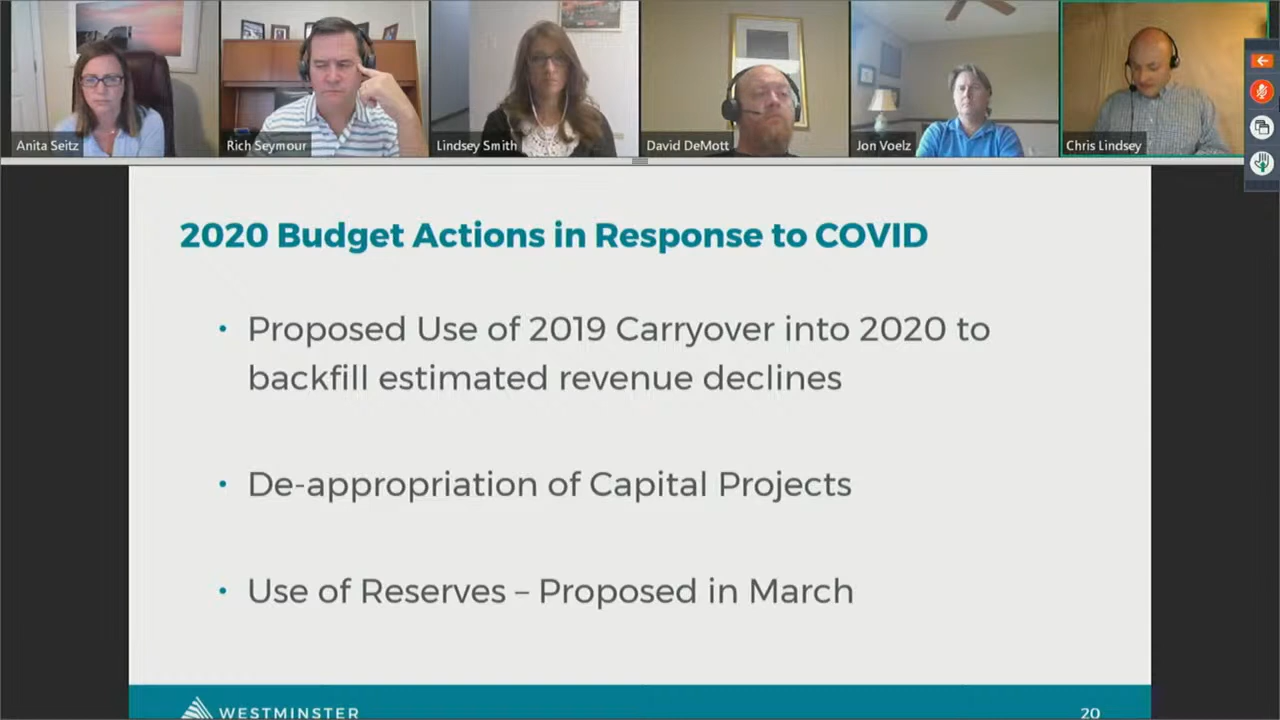 Anita Seitz
Rich Seymour
Lindsey Smith
David DeMott
Jon Voelz
Chris Lindsey
2020 Budget Actions in Response to COVID
• Proposed Use of 2019 Carryover into 2020 to
backfill estimated revenue declines
• De-appropriation of Capital Projects
• Use of Reserves – Proposed in March
WESTMINSTER
20